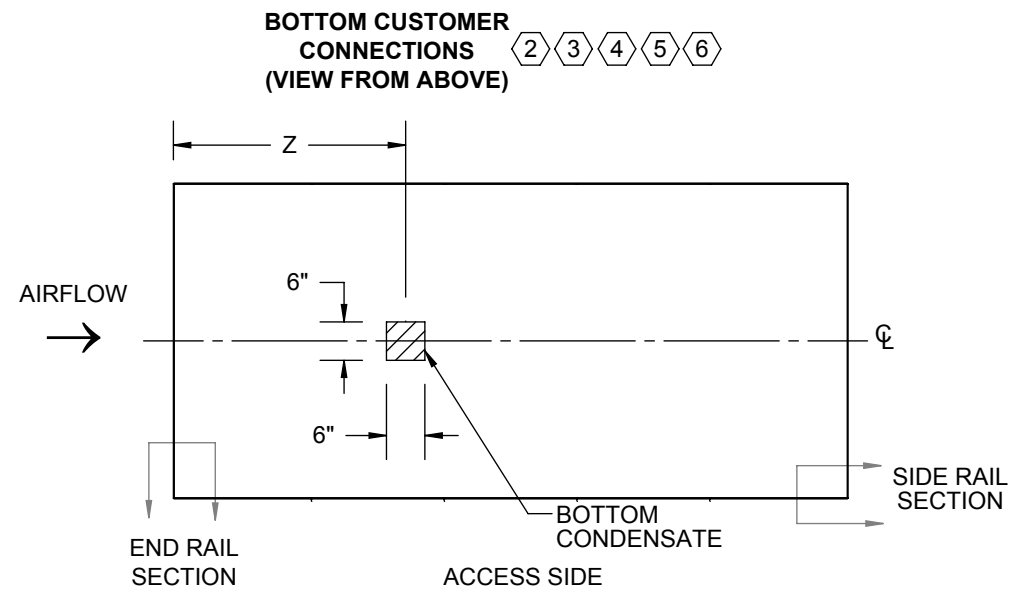 BOTTOM CUSTOMER
CONNECTIONS
(VIEW FROM ABOVE)
2 3 4 5 6
Z
6"
AIRFLOW
℄
6"
SIDE RAIL
SECTION
BOTTOM
CONDENSATE
END RAIL
SECTION
ACCESS SIDE